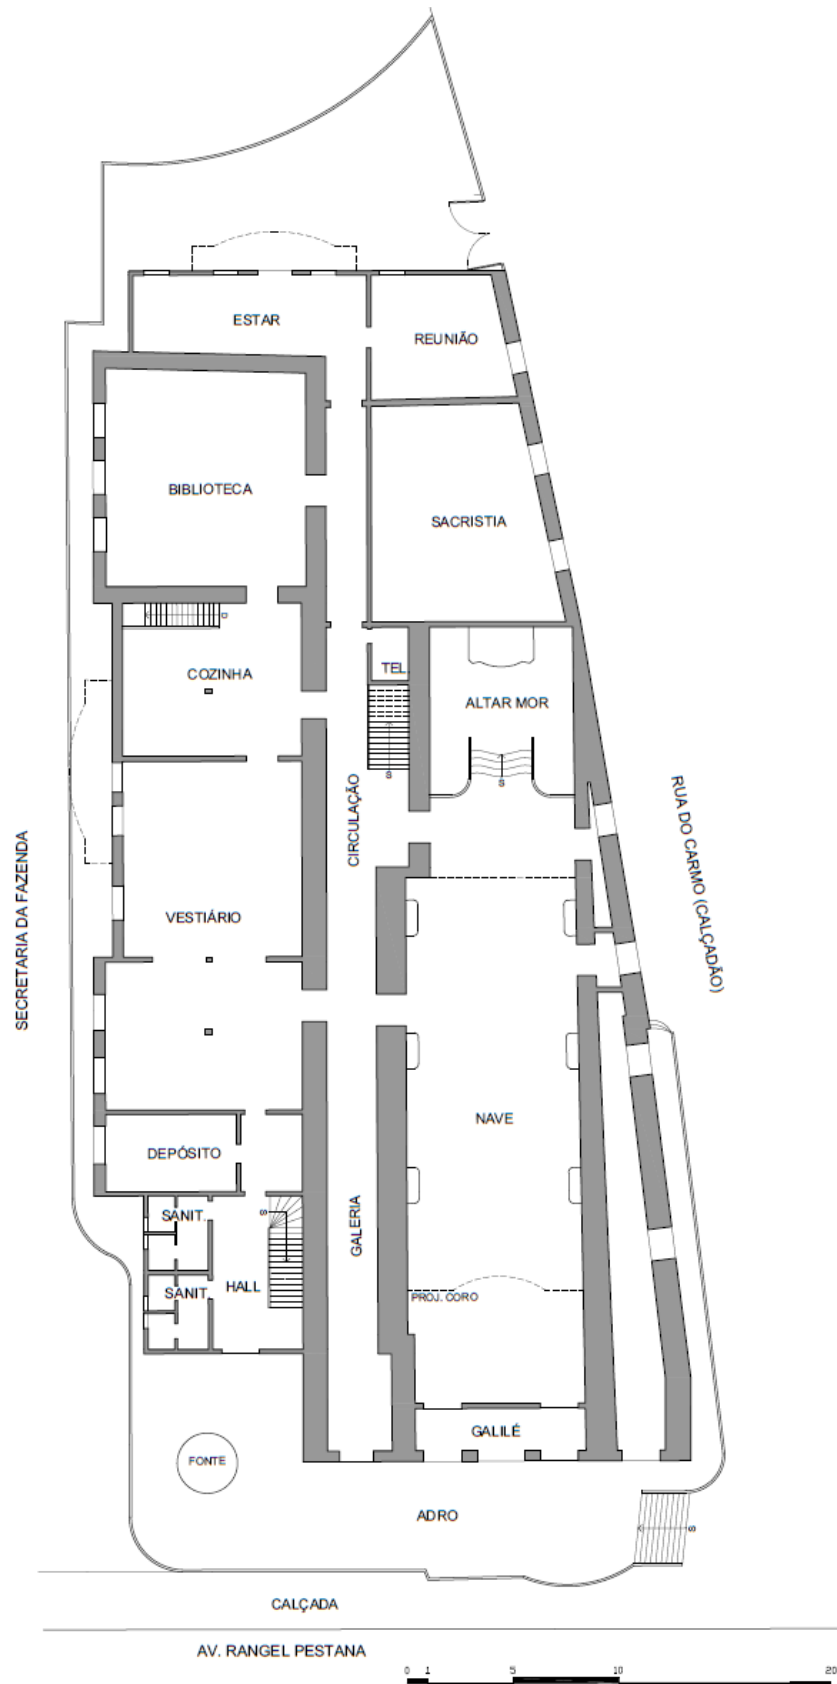 ESTAR
REUNIÃO
BIBLIOTECA
SACRISTIA
D
COZINHA
TEL.
ALTAR MOR
S
S
CIRCULAÇÃO
RUA DO CARMO (CALÇADÃO)
SECRETARIA DA FAZENDA
VESTIÁRIO
NAVE
DEPÓSITO
SANIT.
S
GALERIA
SANIT.
HALL
PROJ. CORO
GALILÉ
FONTE
ADRO
S
CALÇADA
AV. RANGEL PESTANA
0 1 5 10 20